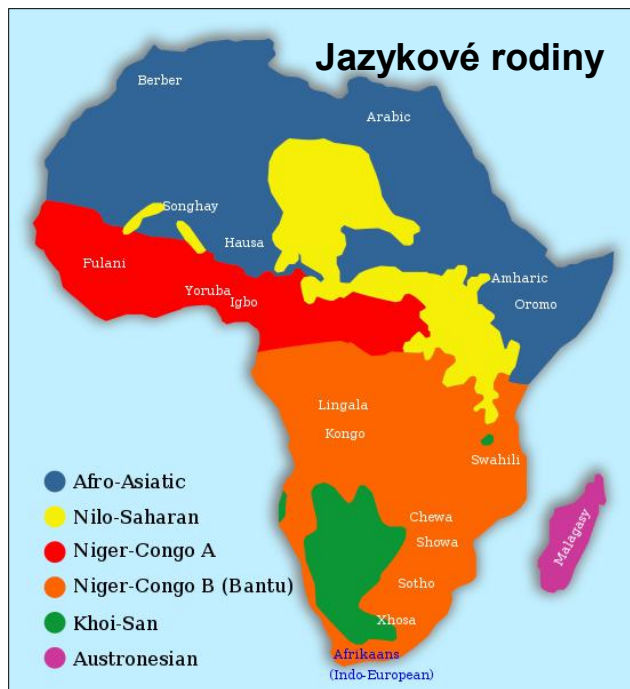 Jazykové rodiny
Berber
Arabic
Songhay
Hausa
Fulani
Amharic
Yoruba
Igbo
Oromo
Lingala
Kongo
Swahili
Chewa
Showa
Malagasy
Sotho
Xhosa
Afrikaans
(Indo-European)
Afro-Asiatic
Nilo-Saharan
Niger-Congo A
Niger-Congo B (Bantu)
Khoi-San
Austronesian